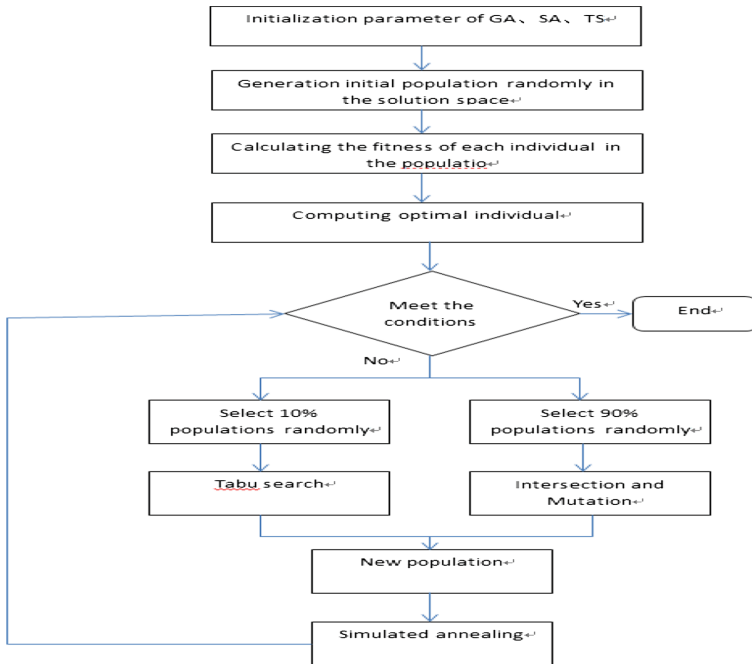 Initialization parameter of GA、SA、TS↵
Generation initial population randomly in
the solution space↵
Calculating the fitness of each individual in
the populatio↵
Computing optimal individual↵
Meet the
conditions
Yes↵
End↵
No↵
Select 10%
populations randomly↵
Select 90%
populations randomly↵
Tabu search↵
Intersection and
Mutation↵
New population↵
Simulated annealing↵